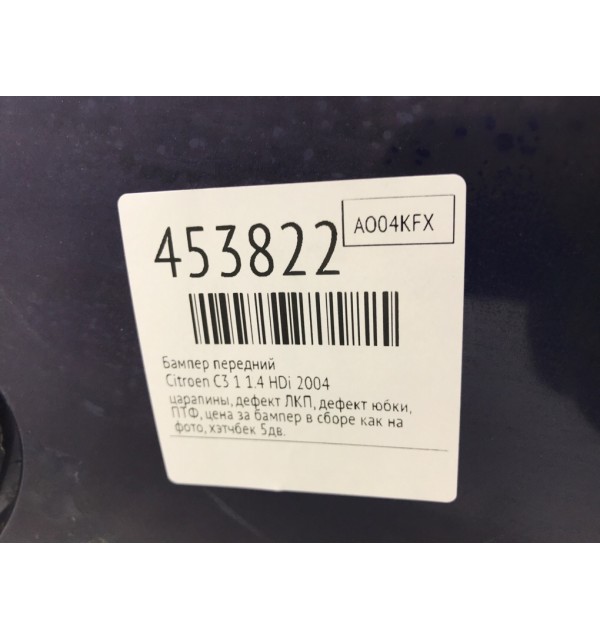 453822
AO04KFX
Бампер передний
Citroen C3 1 1.4 HDi 2004
царапины, дефект ЛКП, дефект юбки,
ПТФ, цена за бампер в сборе как на
фото, хэтчбек 5дв.